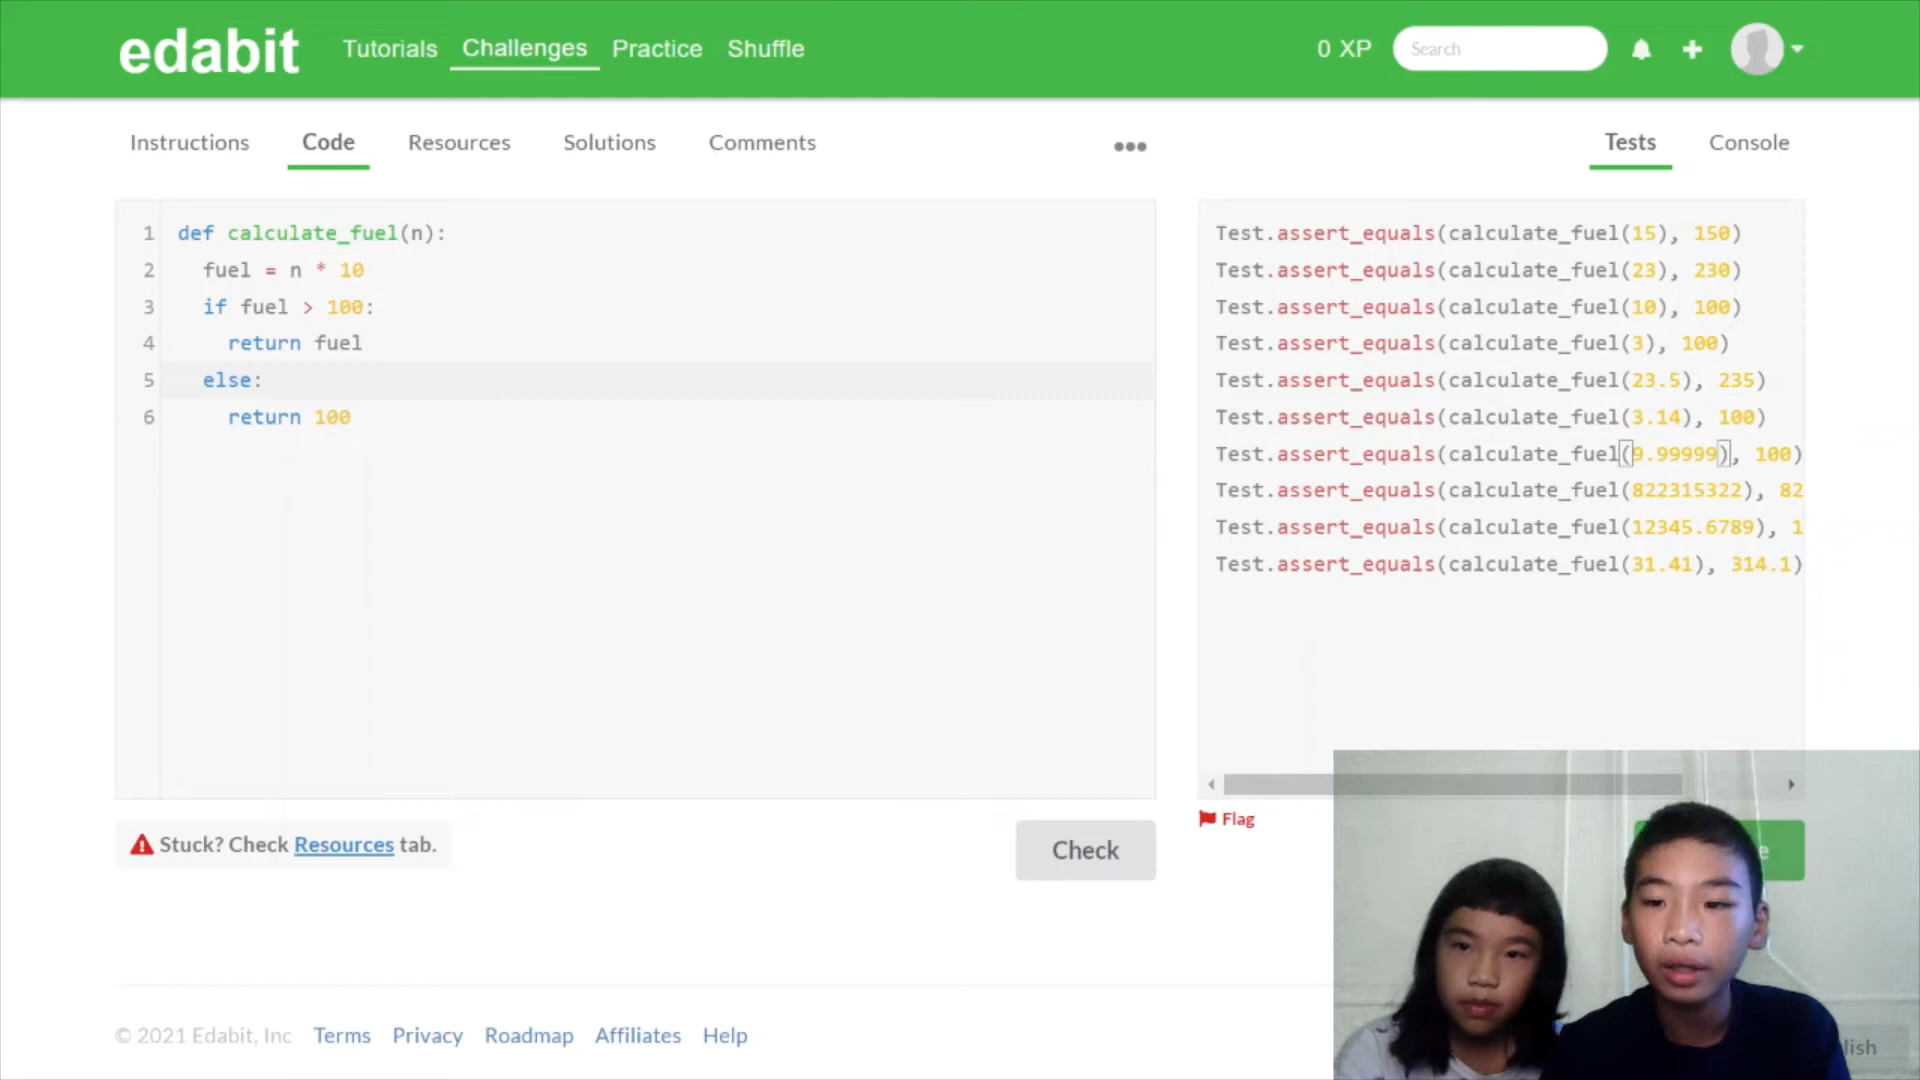 edabit Tutorials Challenges Practice Shuffle 0 XP Search
Instructions Code Resources Solutions Comments Tests Console
1 def calculate_fuel(n):
2 fuel = n * 10
3 if fuel > 100:
4 return fuel
5 else:
6 return 100
Test.assert_equals(calculate_fuel(15), 150)
Test.assert_equals(calculate_fuel(23), 230)
Test.assert_equals(calculate_fuel(10), 100)
Test.assert_equals(calculate_fuel(3), 100)
Test.assert_equals(calculate_fuel(23.5), 235)
Test.assert_equals(calculate_fuel(3.14), 100)
Test.assert_equals(calculate_fuel(9.99999), 100)
Test.assert_equals(calculate_fuel(822315322), 82
Test.assert_equals(calculate_fuel(12345.6789), 1
Test.assert_equals(calculate_fuel(31.41), 314.1)
Flag
Stuck? Check Resources tab.
Check
© 2021 Edabit, Inc Terms Privacy Roadmap Affiliates Help